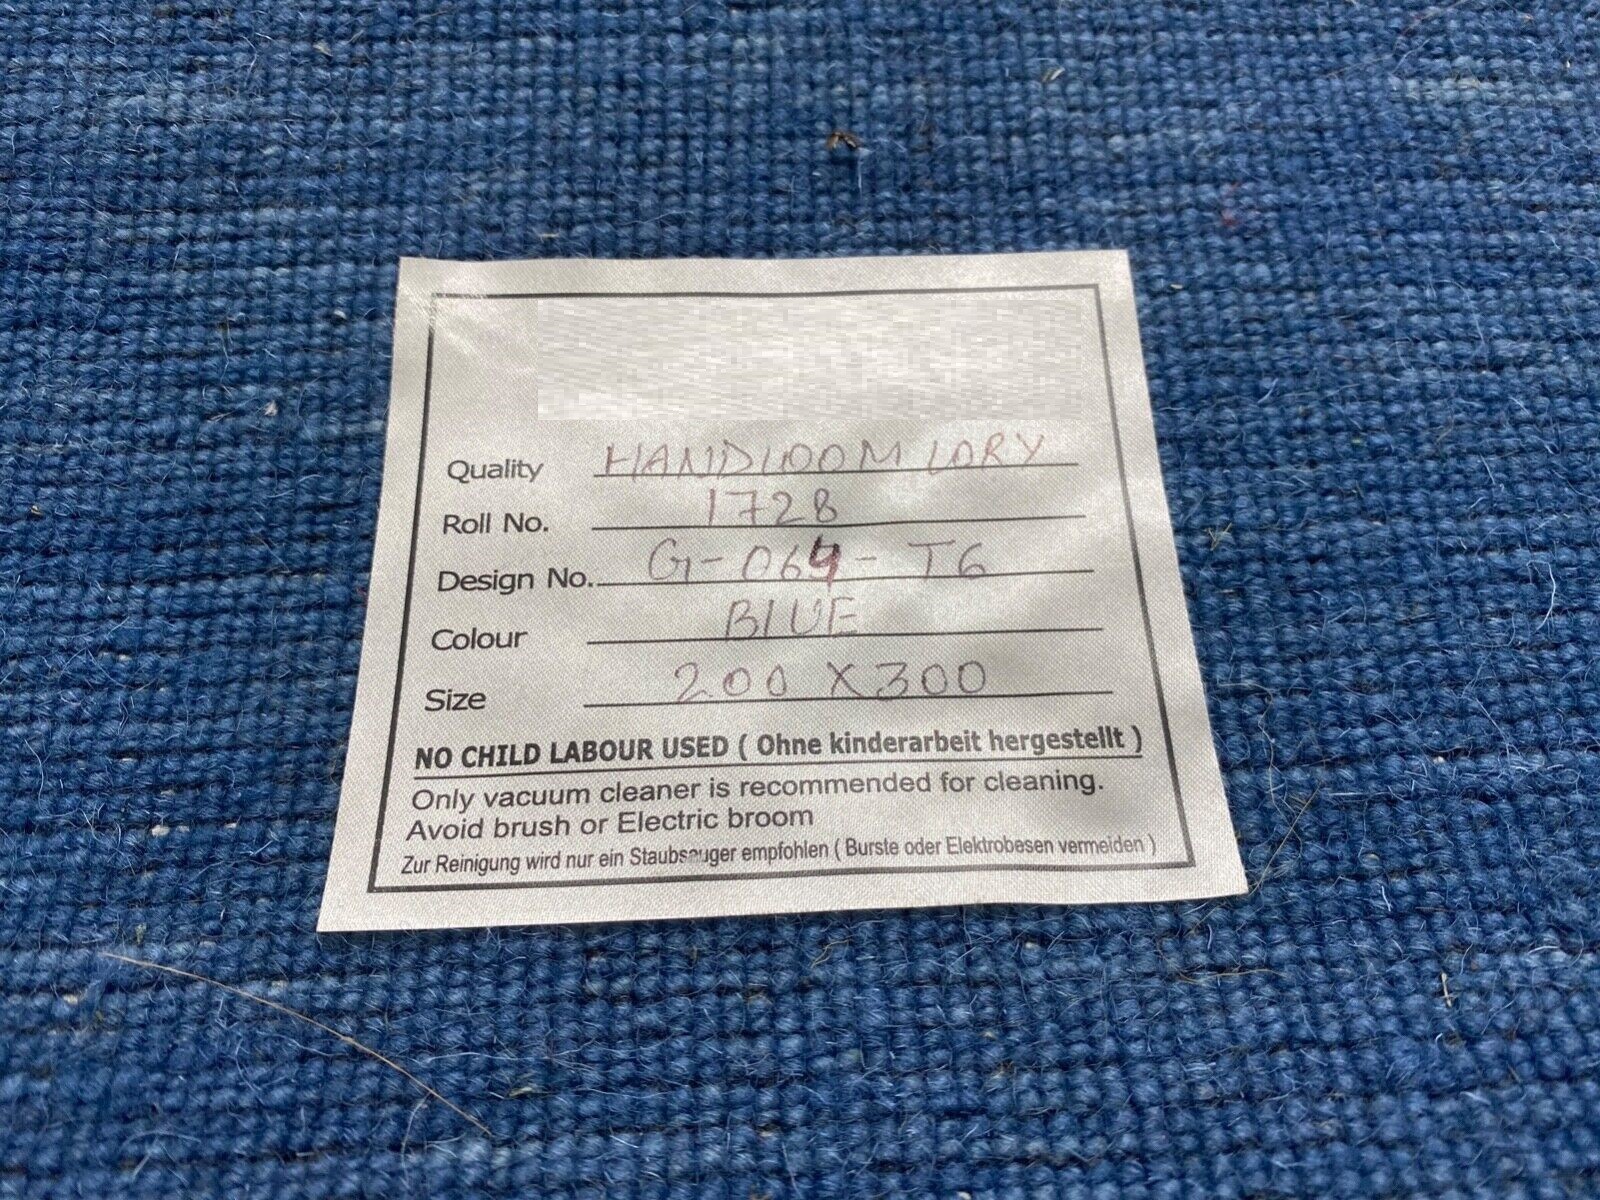 Quality HANDLOOM LORY
Roll No. 1728
Design No. G-064-T6
Colour BLUE
Size 200 X 300
NO CHILD LABOUR USED ( Ohne kinderarbeit hergestellt )
Only vacuum cleaner is recommended for cleaning.
Avoid brush or Electric broom
Zur Reinigung wird nur ein Staubsauger empfohlen ( Burste oder Elektrobesen vermeiden )